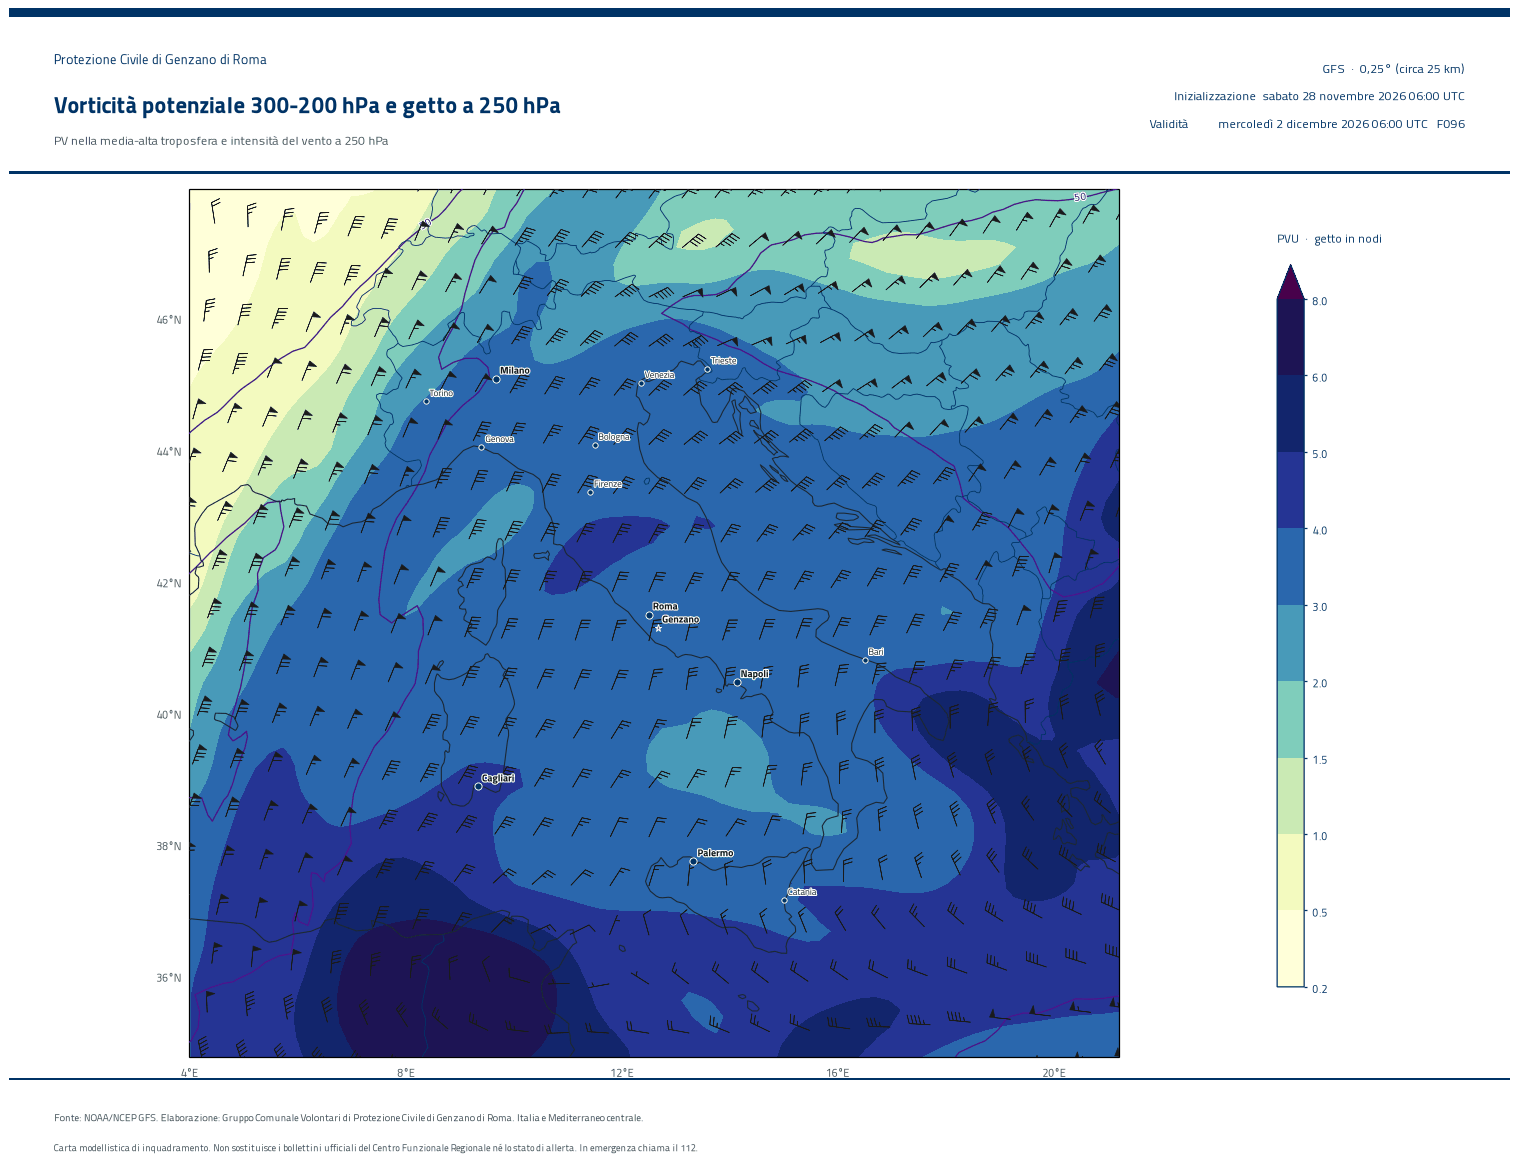 Protezione Civile di Genzano di Roma
Vorticità potenziale 300-200 hPa e getto a 250 hPa
PV nella media-alta troposfera e intensità del vento a 250 hPa
GFS · 0,25° (circa 25 km)
Inizializzazione sabato 28 novembre 2026 06:00 UTC
Validità mercoledì 2 dicembre 2026 06:00 UTC F096
PVU · getto in nodi
8.0
6.0
5.0
4.0
3.0
2.0
1.5
1.0
0.5
0.2
50
46°N
44°N
42°N
40°N
38°N
36°N
4°E
8°E
12°E
16°E
20°E
Milano
Torino
Venezia
Trieste
Genova
Bologna
Firenze
Roma
Genzano
Napoli
Bari
Cagliari
Palermo
Catania
Fonte: NOAA/NCEP GFS. Elaborazione: Gruppo Comunale Volontari di Protezione Civile di Genzano di Roma. Italia e Mediterraneo centrale.
Carta modellistica di inquadramento. Non sostituisce i bollettini ufficiali del Centro Funzionale Regionale né lo stato di allerta. In emergenza chiama il 112.